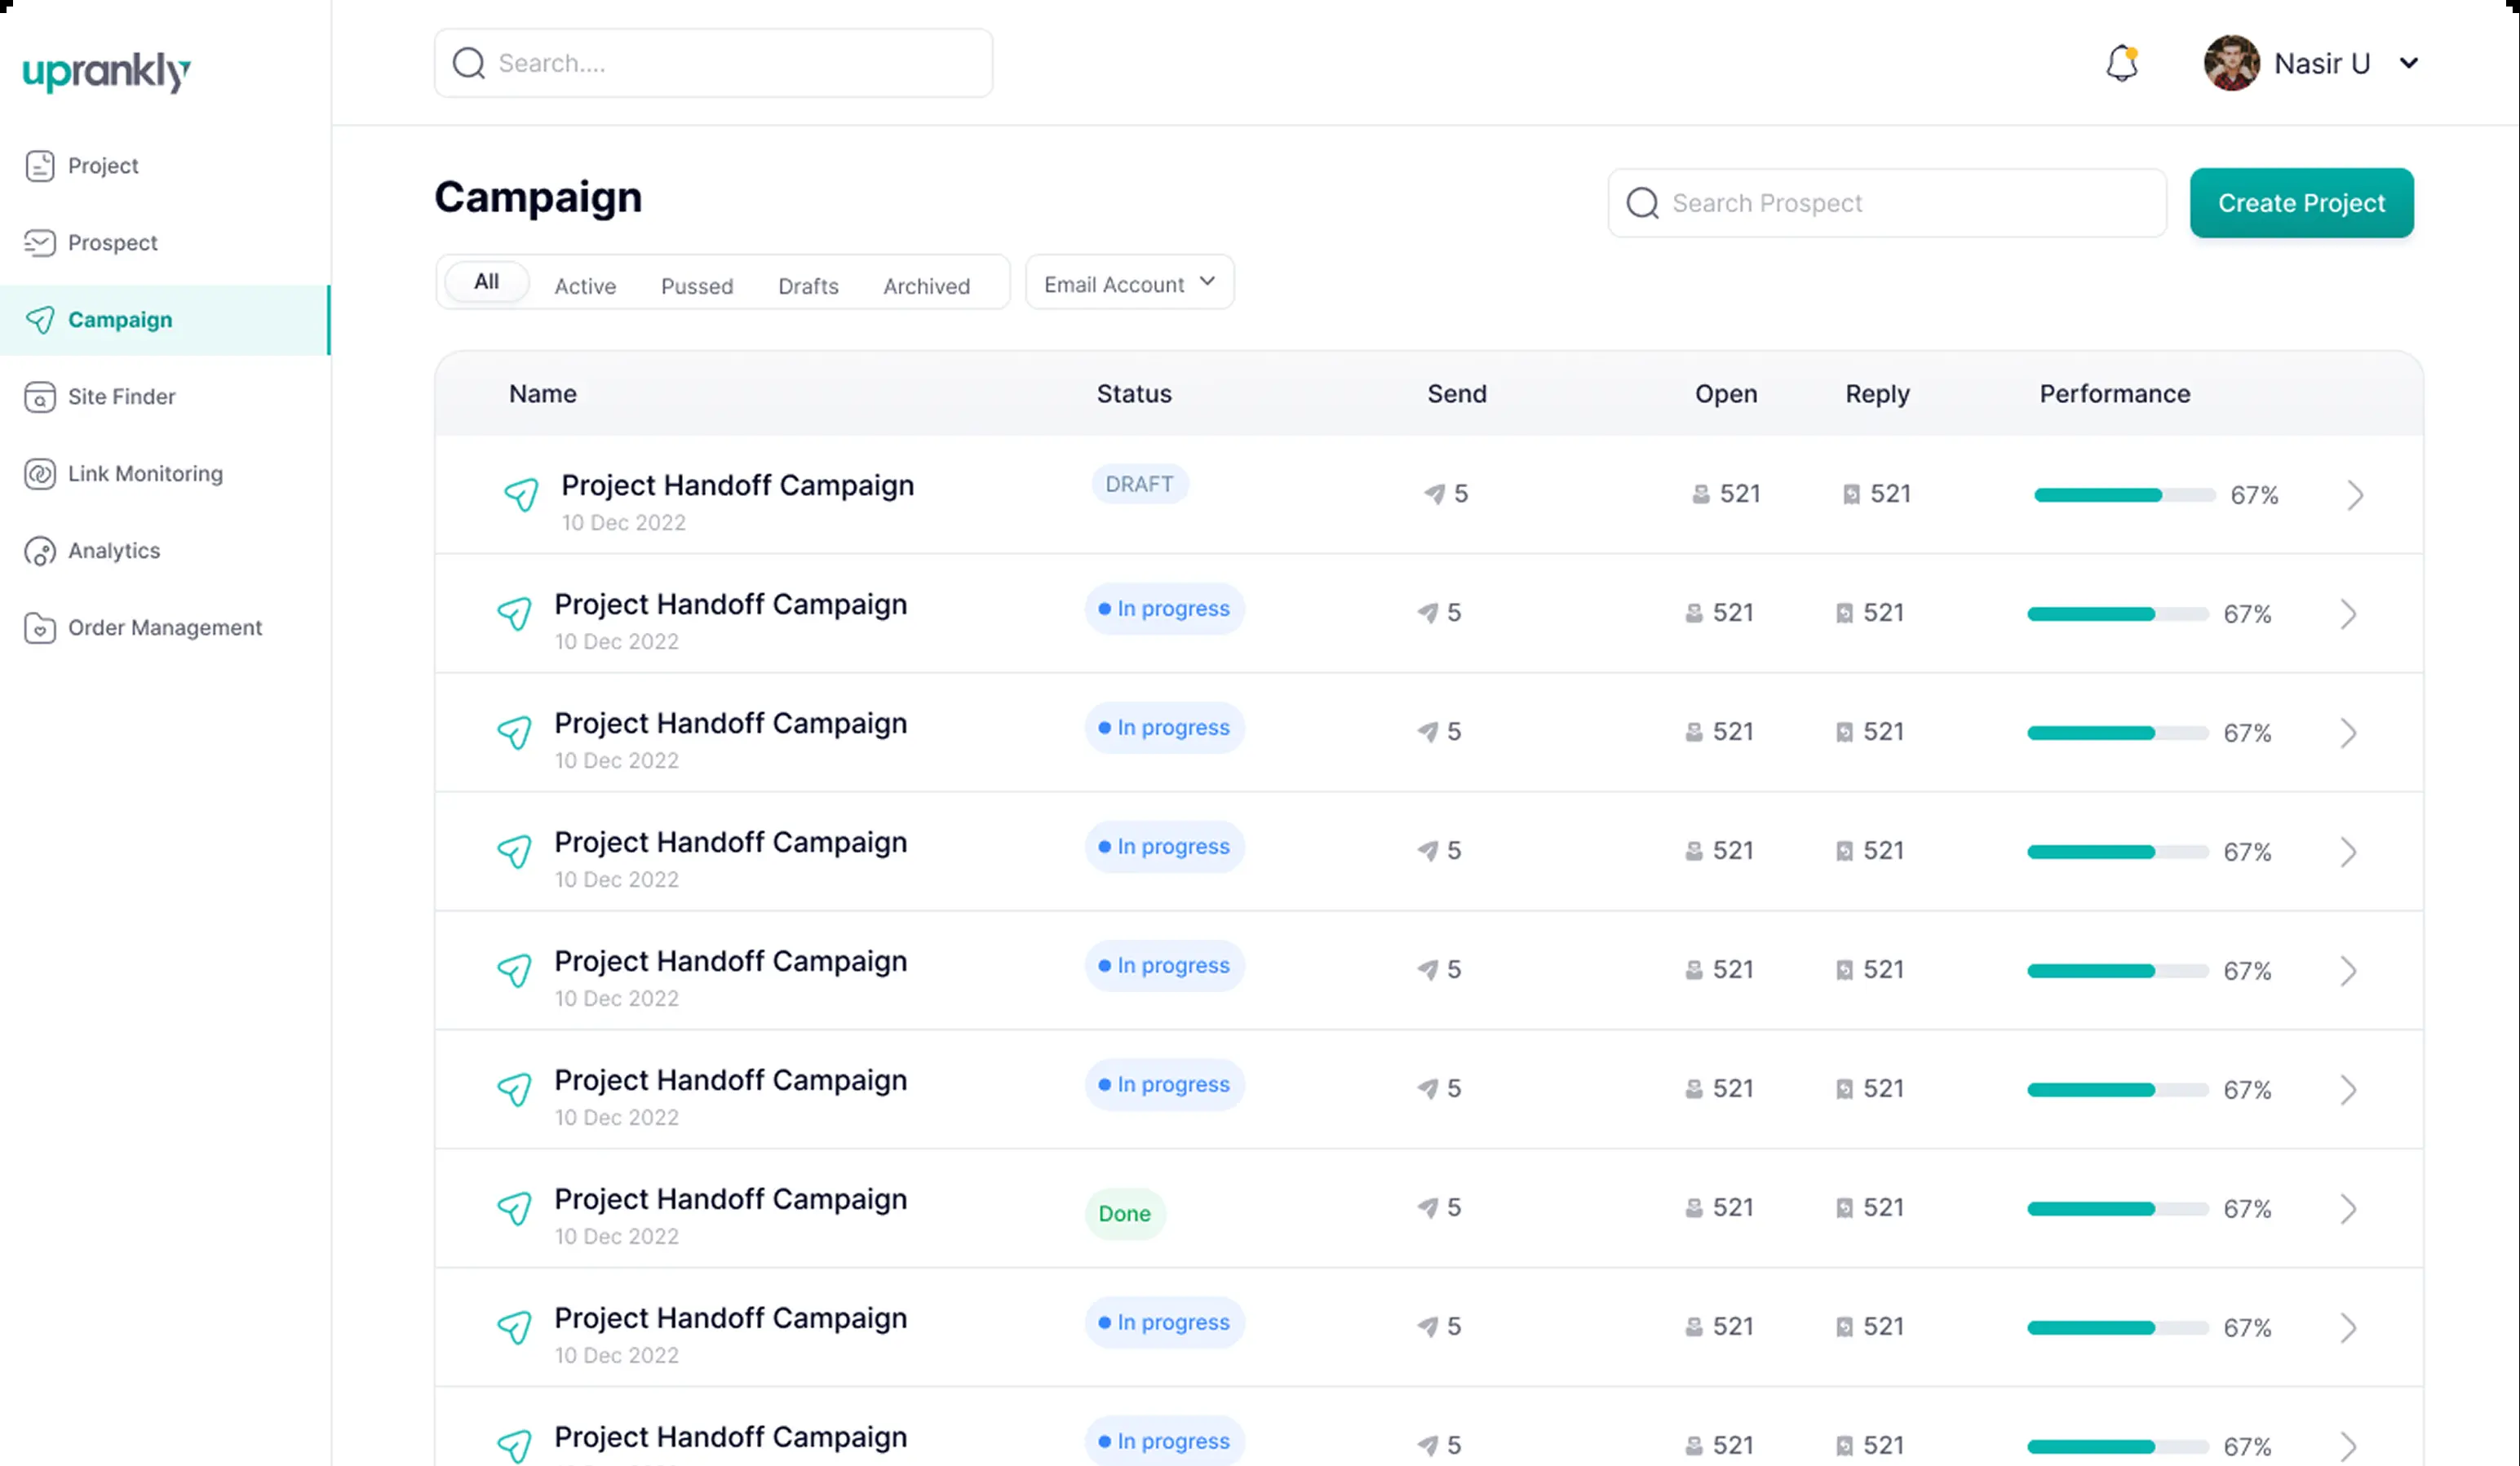 uprankly
Search....
Nasir U
Project
Prospect
Campaign
Site Finder
Link Monitoring
Analytics
Order Management
Campaign
Search Prospect
Create Project
All Active Pussed Drafts Archived Email Account
Name Status Send Open Reply Performance
Project Handoff Campaign DRAFT 5 521 521 67%
10 Dec 2022
Project Handoff Campaign In progress 5 521 521 67%
10 Dec 2022
Project Handoff Campaign In progress 5 521 521 67%
10 Dec 2022
Project Handoff Campaign In progress 5 521 521 67%
10 Dec 2022
Project Handoff Campaign In progress 5 521 521 67%
10 Dec 2022
Project Handoff Campaign In progress 5 521 521 67%
10 Dec 2022
Project Handoff Campaign Done 5 521 521 67%
10 Dec 2022
Project Handoff Campaign In progress 5 521 521 67%
10 Dec 2022
Project Handoff Campaign In progress 5 521 521 67%